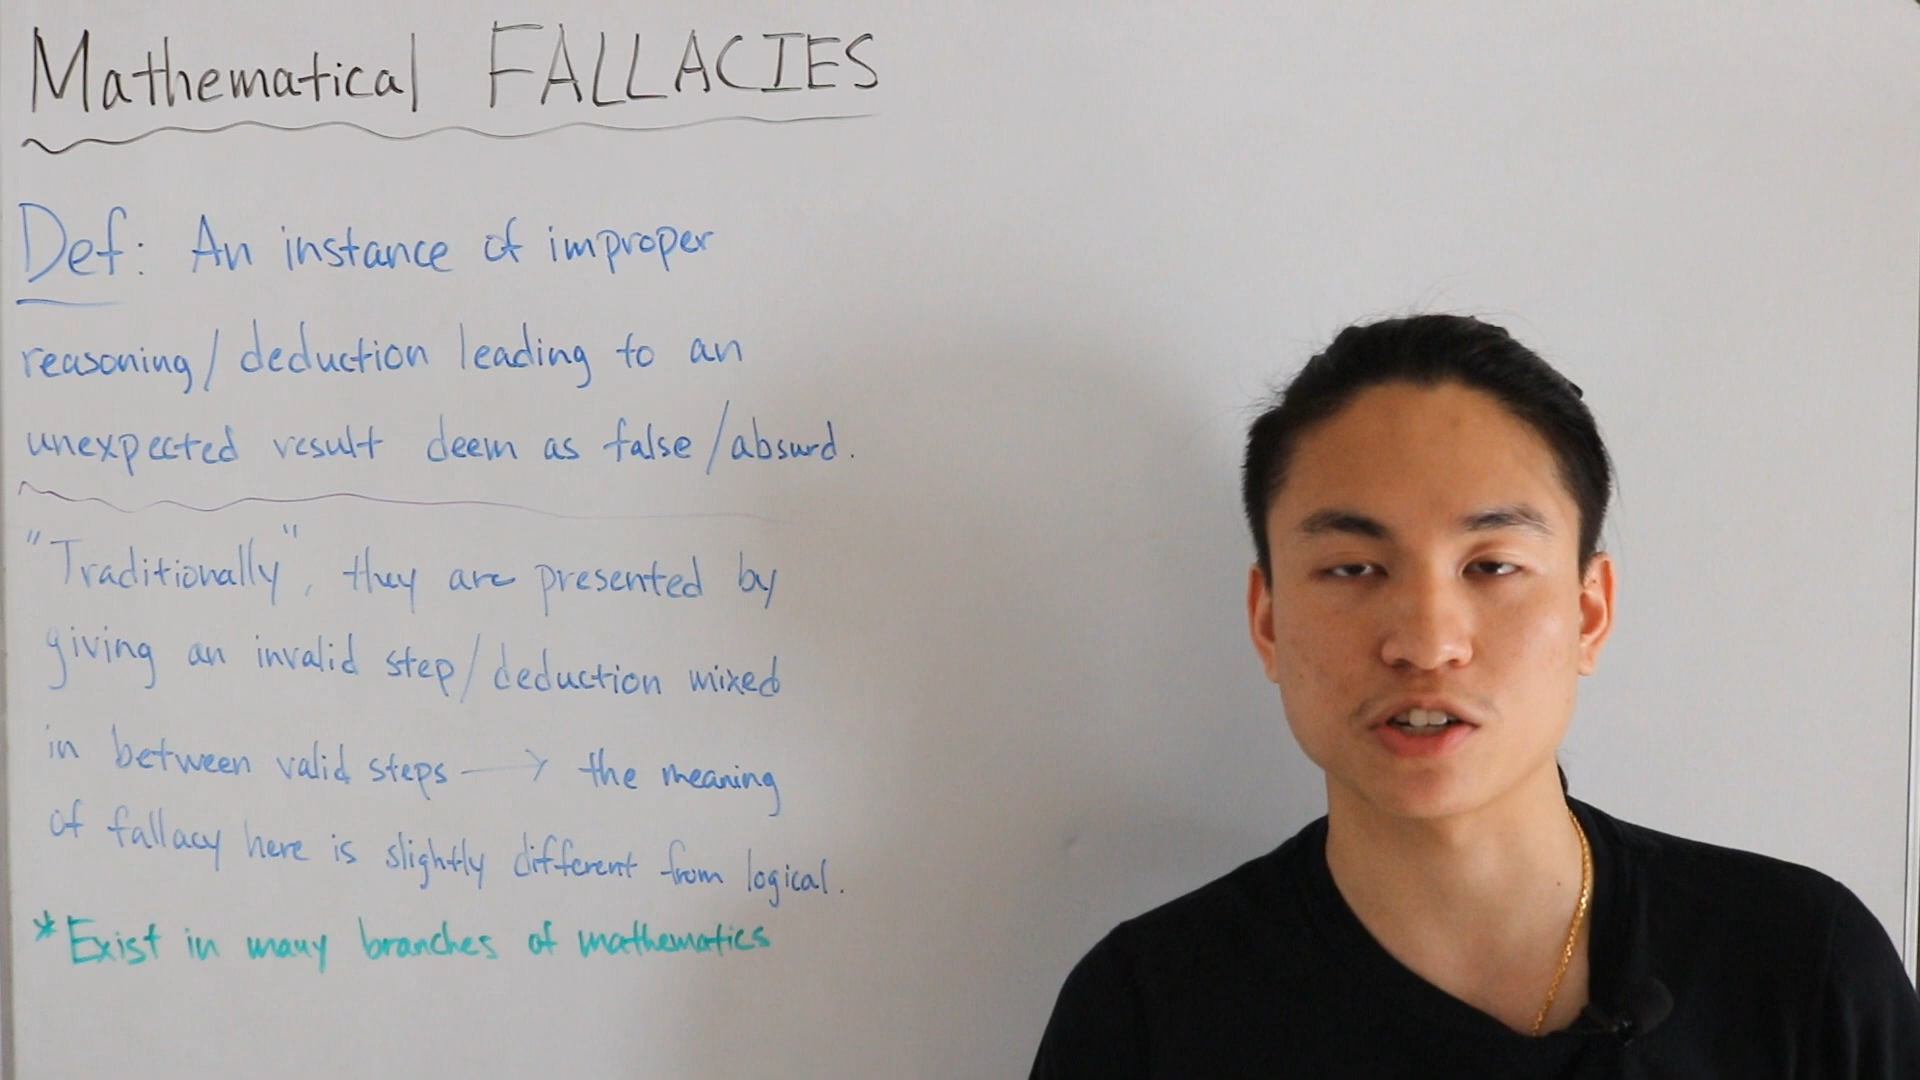 Mathematical FALLACIES
Def: An instance of improper
reasoning/deduction leading to an
unexpected result deem as false/absurd.
"Traditionally", they are presented by
giving an invalid step/deduction mixed
in between valid steps → the meaning
of fallacy here is slightly different from logical.
*Exist in many branches of mathematics